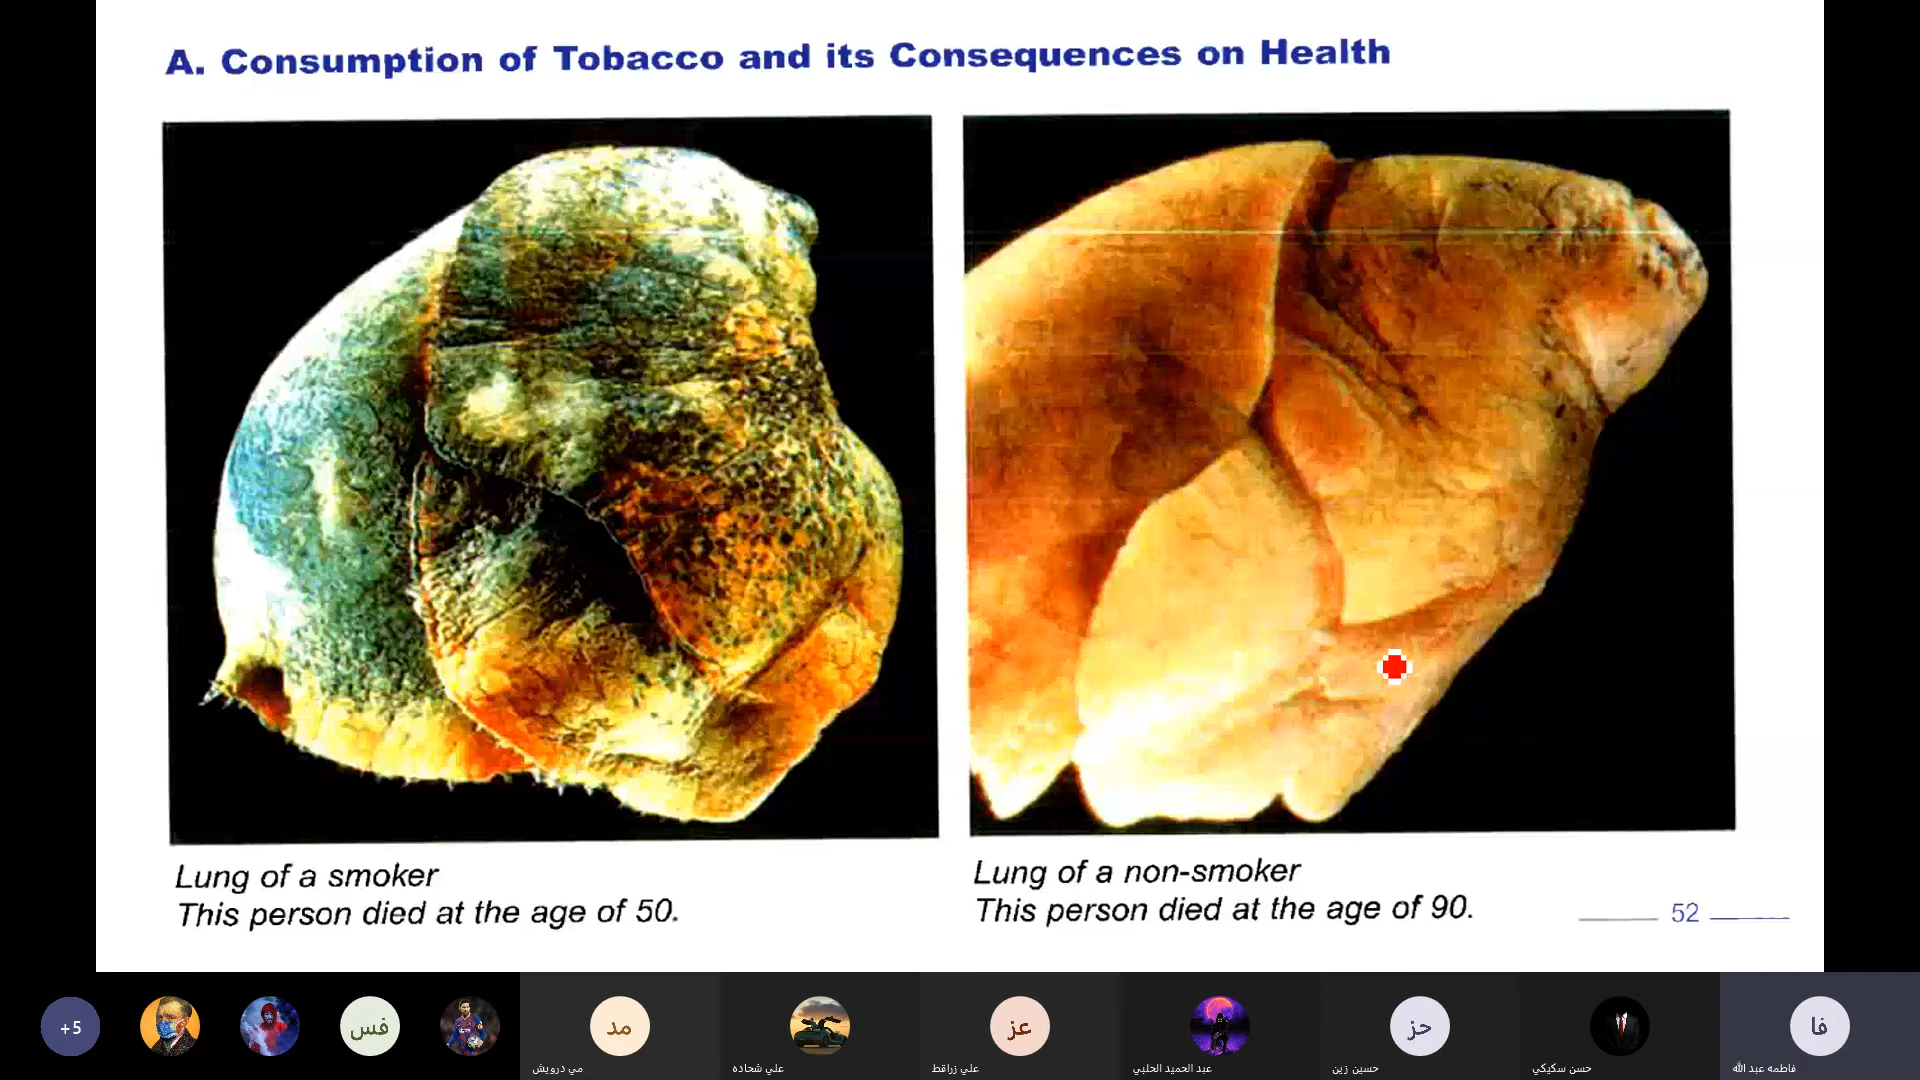 A. Consumption of Tobacco and its Consequences on Health
Lung of a smoker
This person died at the age of 50.
Lung of a non-smoker
This person died at the age of 90.
52
+5
فس
مد
عز
حز
فا
مي درويش
علي شحاده
علي زراقط
عبد الحميد الحلبي
حسين زين
حسن سكيكي
فاطمه عبد الله